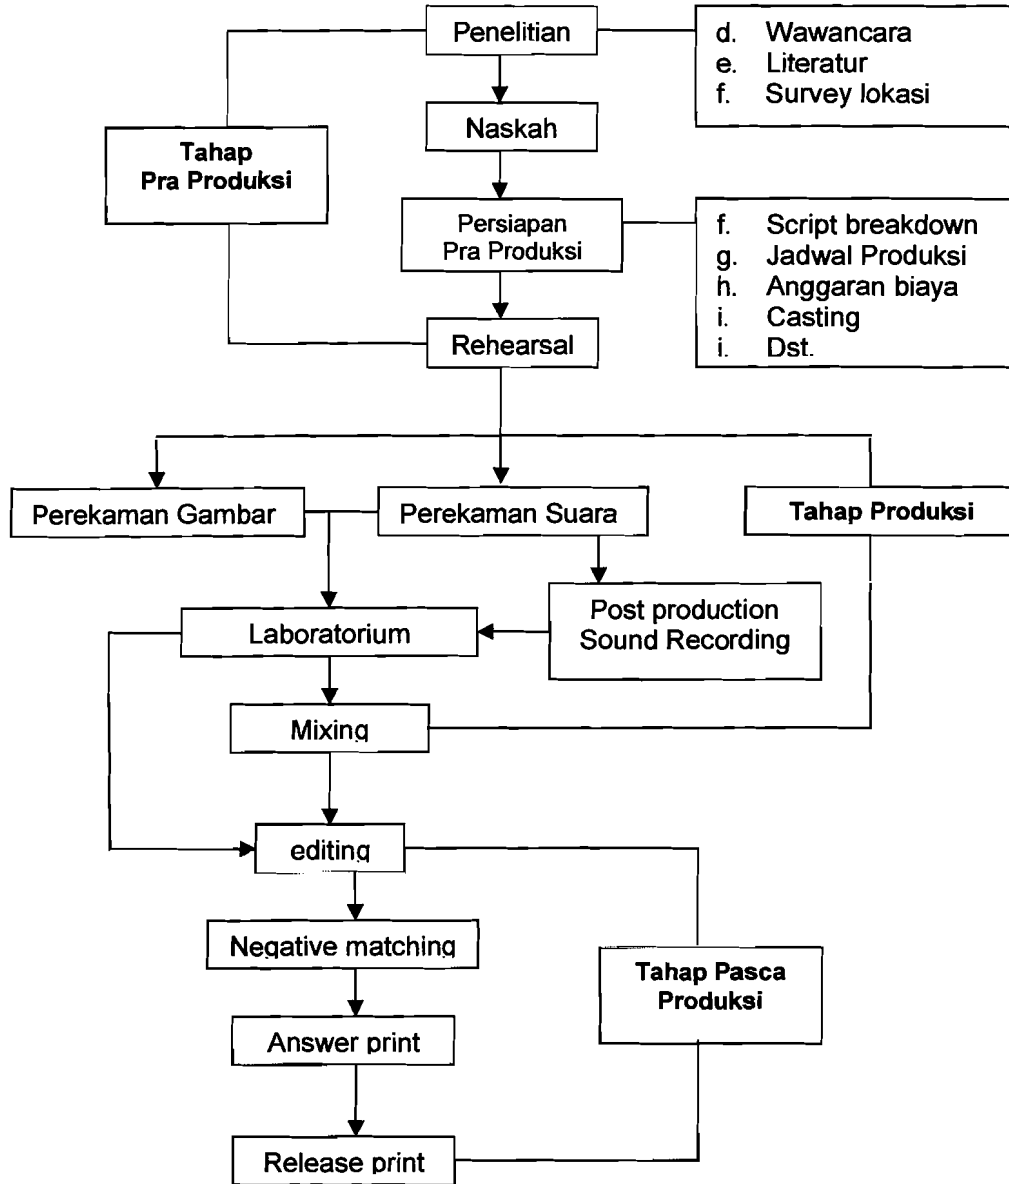 Penelitian
d. Wawancara
e. Literatur
f. Survey lokasi
Naskah
Tahap
Pra Produksi
Persiapan
Pra Produksi
f. Script breakdown
g. Jadwal Produksi
h. Anggaran biaya
i. Casting
i. Dst.
Rehearsal
Perekaman Gambar
Perekaman Suara
Tahap Produksi
Post production
Sound Recording
Laboratorium
Mixing
editing
Negative matching
Tahap Pasca
Produksi
Answer print
Release print